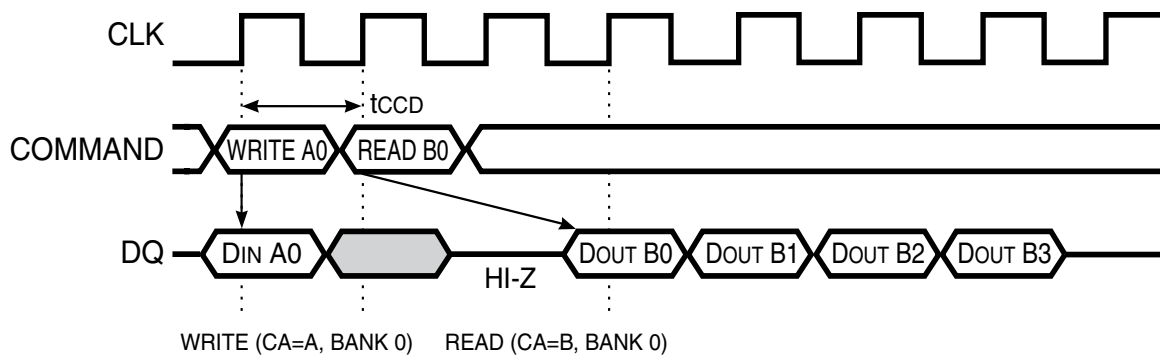 CLK
tCCD
COMMAND WRITE A0 READ B0
DQ DIN A0 DOUT B0 DOUT B1 DOUT B2 DOUT B3
HI-Z
WRITE (CA=A, BANK 0) READ (CA=B, BANK 0)